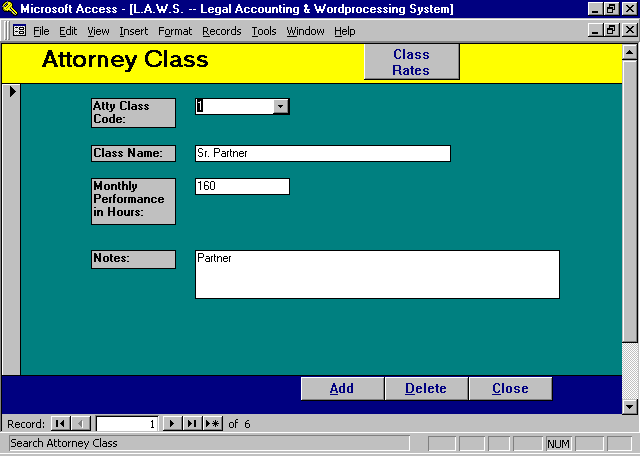 Microsoft Access - [L.A.W.S. -- Legal Accounting & Wordprocessing System]
File Edit View Insert Format Records Tools Window Help
Attorney Class
Class
Rates
Atty Class
Code:
1
Class Name:
Sr. Partner
Monthly
Performance
in Hours:
160
Notes:
Partner
Add Delete Close
Record: 1 of 6
Search Attorney Class NUM